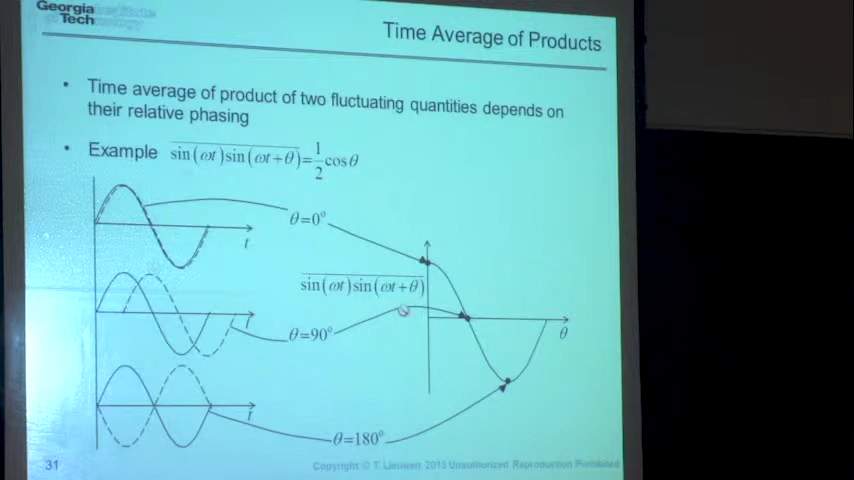 Georgia
Tech
Time Average of Products
• Time average of product of two fluctuating quantities depends on
their relative phasing
• Example sin(ωt)sin(ωt+θ)=1/2cosθ
t
θ=0°
sin(ωt)sin(ωt+θ)
t
θ=90°
θ
t
θ=180°
31
Copyright © T. Lieuwen 2013 Unauthorized Reproduction Prohibited